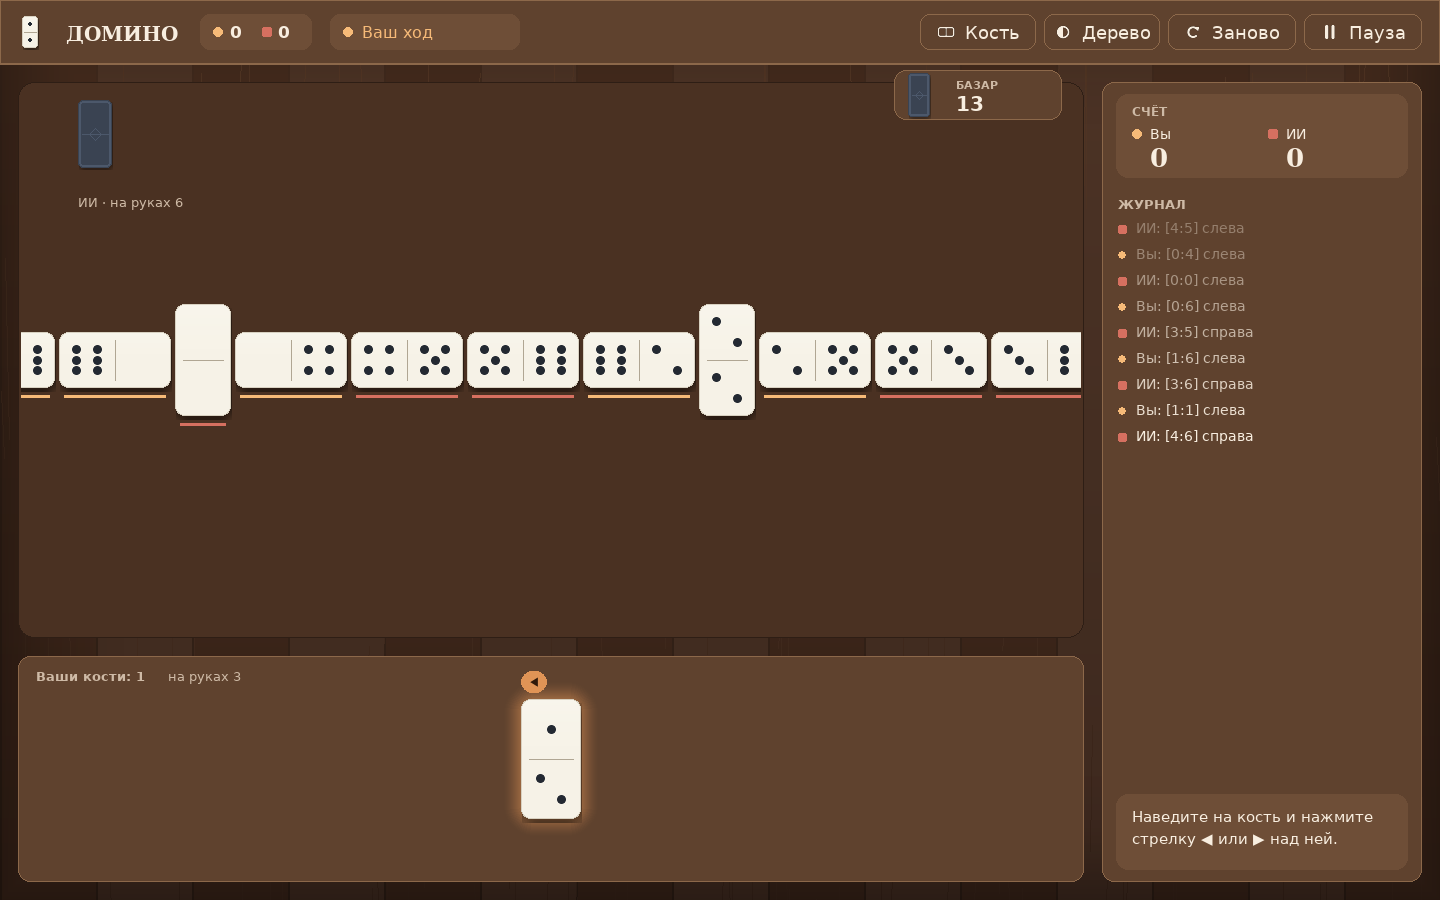 ДОМИНО
0
0
Ваш ход
Кость
Дерево
Заново
Пауза
БАЗАР
13
ИИ · на руках 6
СЧЁТ
Вы
ИИ
0
0
ЖУРНАЛ
ИИ: [4:5] слева
Вы: [0:4] слева
ИИ: [0:0] слева
Вы: [0:6] слева
ИИ: [3:5] справа
Вы: [1:6] слева
ИИ: [3:6] справа
Вы: [1:1] слева
ИИ: [4:6] справа
Ваши кости: 1
на руках 3
Наведите на кость и нажмите
стрелку ◀ или ▶ над ней.